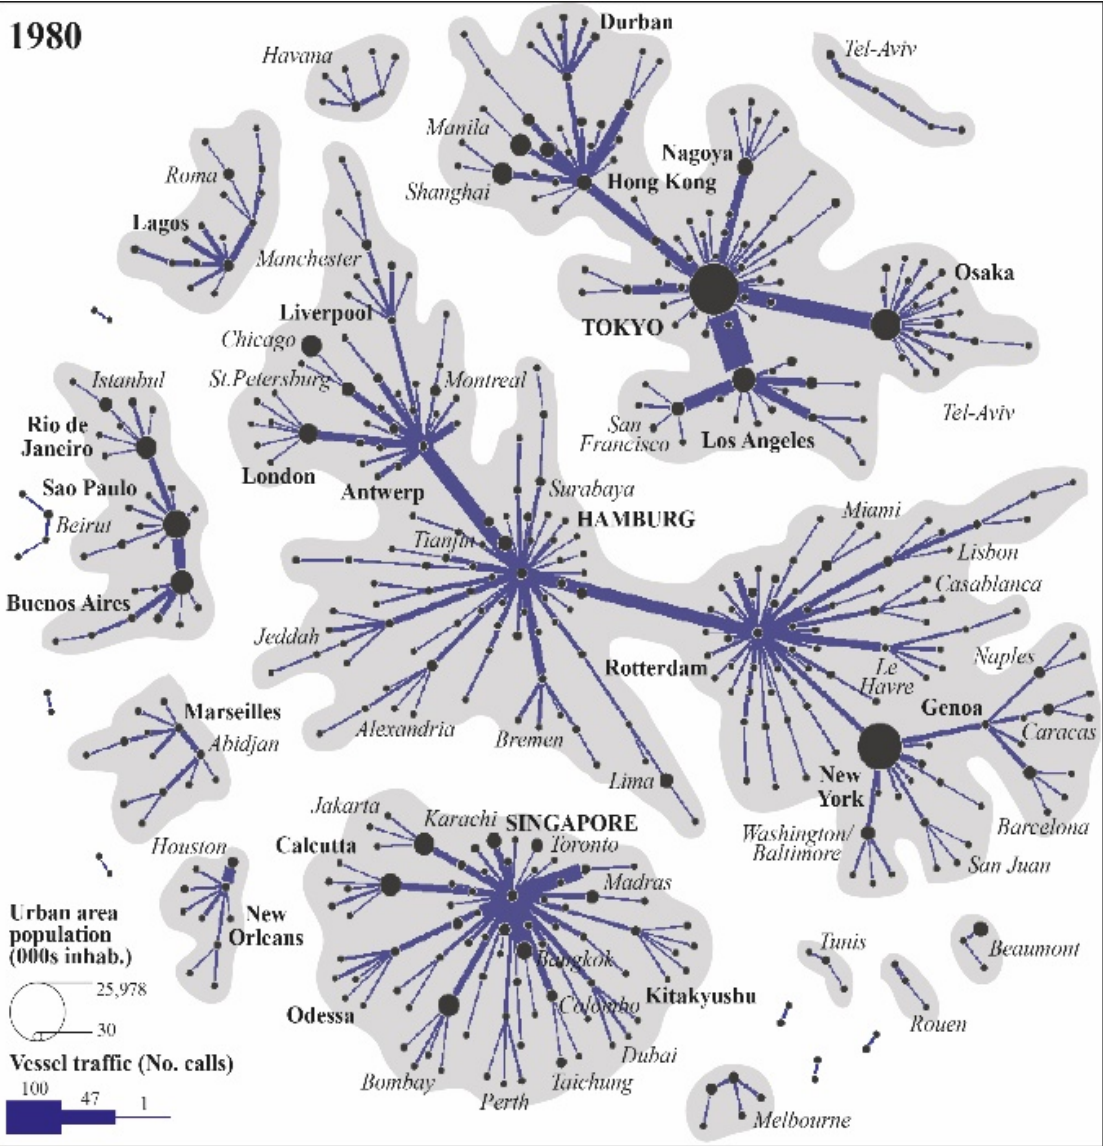 1980
Durban
Havana
Tel-Aviv
Manila
Nagoya
Roma
Shanghai
Hong Kong
Lagos
Manchester
Osaka
Liverpool
TOKYO
Chicago
St.Petersburg
Montreal
Istanbul
Tel-Aviv
Rio de
Janeiro
San
Francisco
Los Angeles
London
Antwerp
Sao Paulo
Surabaya
Beirut
HAMBURG
Miami
Tianjin
Lisbon
Casablanca
Buenos Aires
Jeddah
Rotterdam
Le
Havre
Naples
Genoa
Marseilles
Alexandria
Bremen
Caracas
Abidjan
New
York
Lima
Jakarta
Karachi
SINGAPORE
Washington/
Baltimore
Barcelona
Houston
Calcutta
Toronto
San Juan
Madras
Urban area
population
(000s inhab.)
New
Orleans
Tunis
Beaumont
Bangkok
25,978
Kitakyushu
Colombo
Odessa
30
Rouen
Dubai
Vessel traffic (No. calls)
Bombay
Taichung
100
47
1
Perth
Melbourne